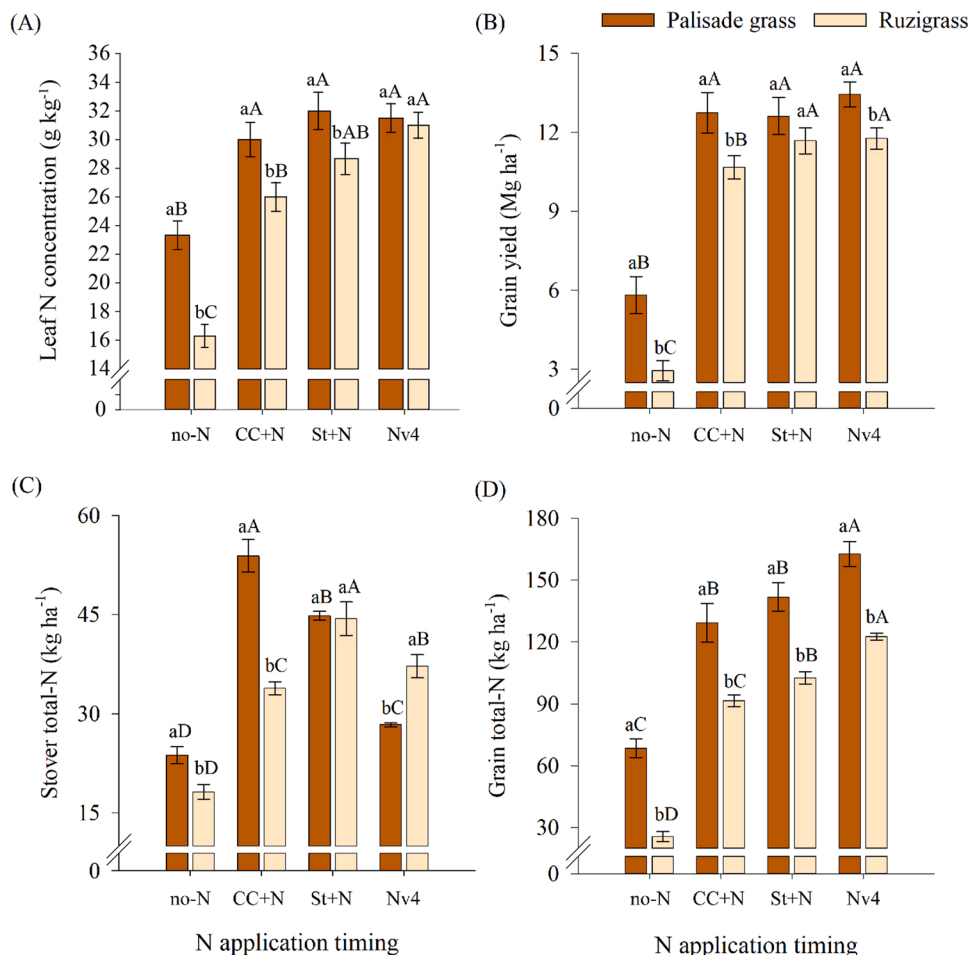 Palisade grass Ruzigrass
(A)
Leaf N concentration (g kg⁻¹)
36
34
32
30
28
26
24
22
20
18
16
14
0
aB bC aA bB aA bAB aA aA
no-N CC+N St+N Nv4
(B)
Grain yield (Mg ha⁻¹)
15
12
9
6
3
0
aB bC aA bB aA aA aA bA
no-N CC+N St+N Nv4
(C)
Stover total-N (kg ha⁻¹)
60
45
30
15
0
aD bD aA bC aB aA bC aB
no-N CC+N St+N Nv4
N application timing
(D)
Grain total-N (kg ha⁻¹)
180
150
120
90
60
30
0
aC bD aB bC aB bB aA bA
no-N CC+N St+N Nv4
N application timing